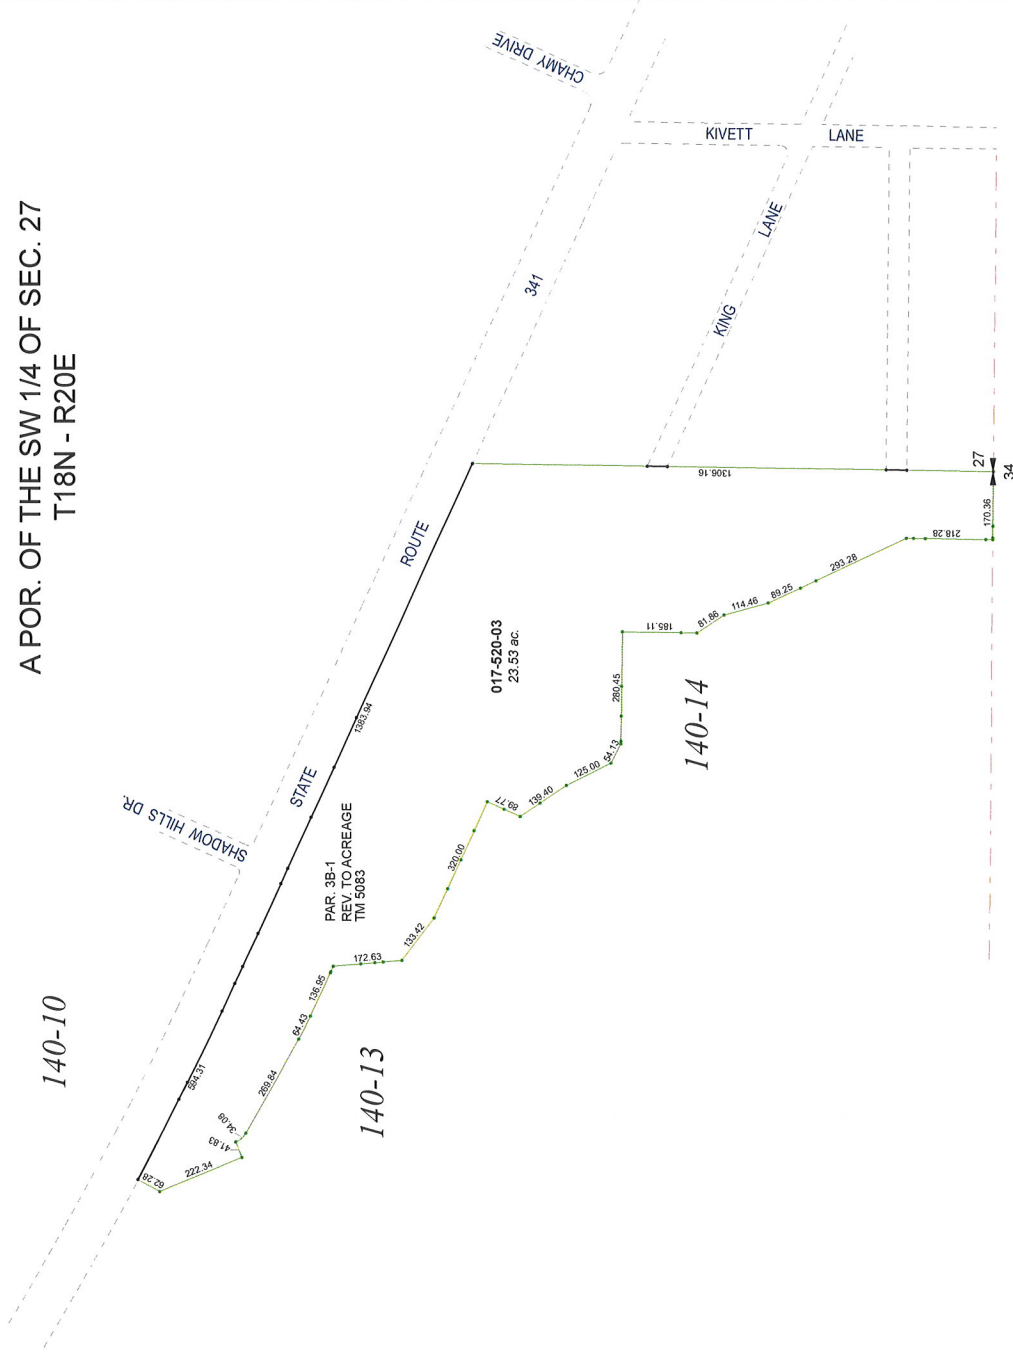 A POR. OF THE SW 1/4 OF SEC. 27
T18N - R20E
140-10
SHADOW HILLS DR.
CHAMY DRIVE
STATE
ROUTE
341
KIVETT
LANE
KING
LANE
PAR. 3B-1
REV. TO ACREAGE
TM 5083
017-520-03
23.53 ac.
140-13
140-14
594.31
1383.94
1306.16
27
34
170.36
218.28
293.28
89.25
114.46
81.86
185.11
280.45
54.13
125.00
139.40
89.77
320.00
133.42
172.63
136.95
64.43
269.84
34.08
41.83
222.34
62.28